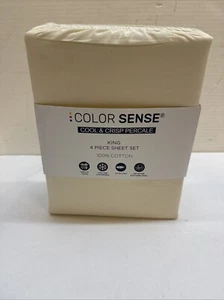 COLOR SENSE®
COOL & CRISP PERCALE
KING
4 PIECE SHEET SET
100% COTTON